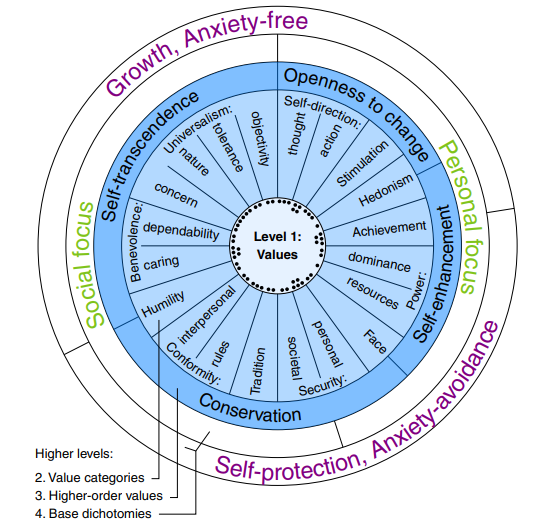 Growth, Anxiety-free
Personal focus
Self-protection, Anxiety-avoidance
Social focus
Openness to change
Self-enhancement
Conservation
Self-transcendence
Self-direction:
thought
action
Stimulation
Hedonism
Achievement
Power:
dominance
resources
Face
Security:
personal
societal
Tradition
Conformity:
rules
interpersonal
Humility
Benevolence:
caring
dependability
Universalism:
concern
nature
tolerance
objectivity
Level 1:
Values
Higher levels:
2. Value categories
3. Higher-order values
4. Base dichotomies